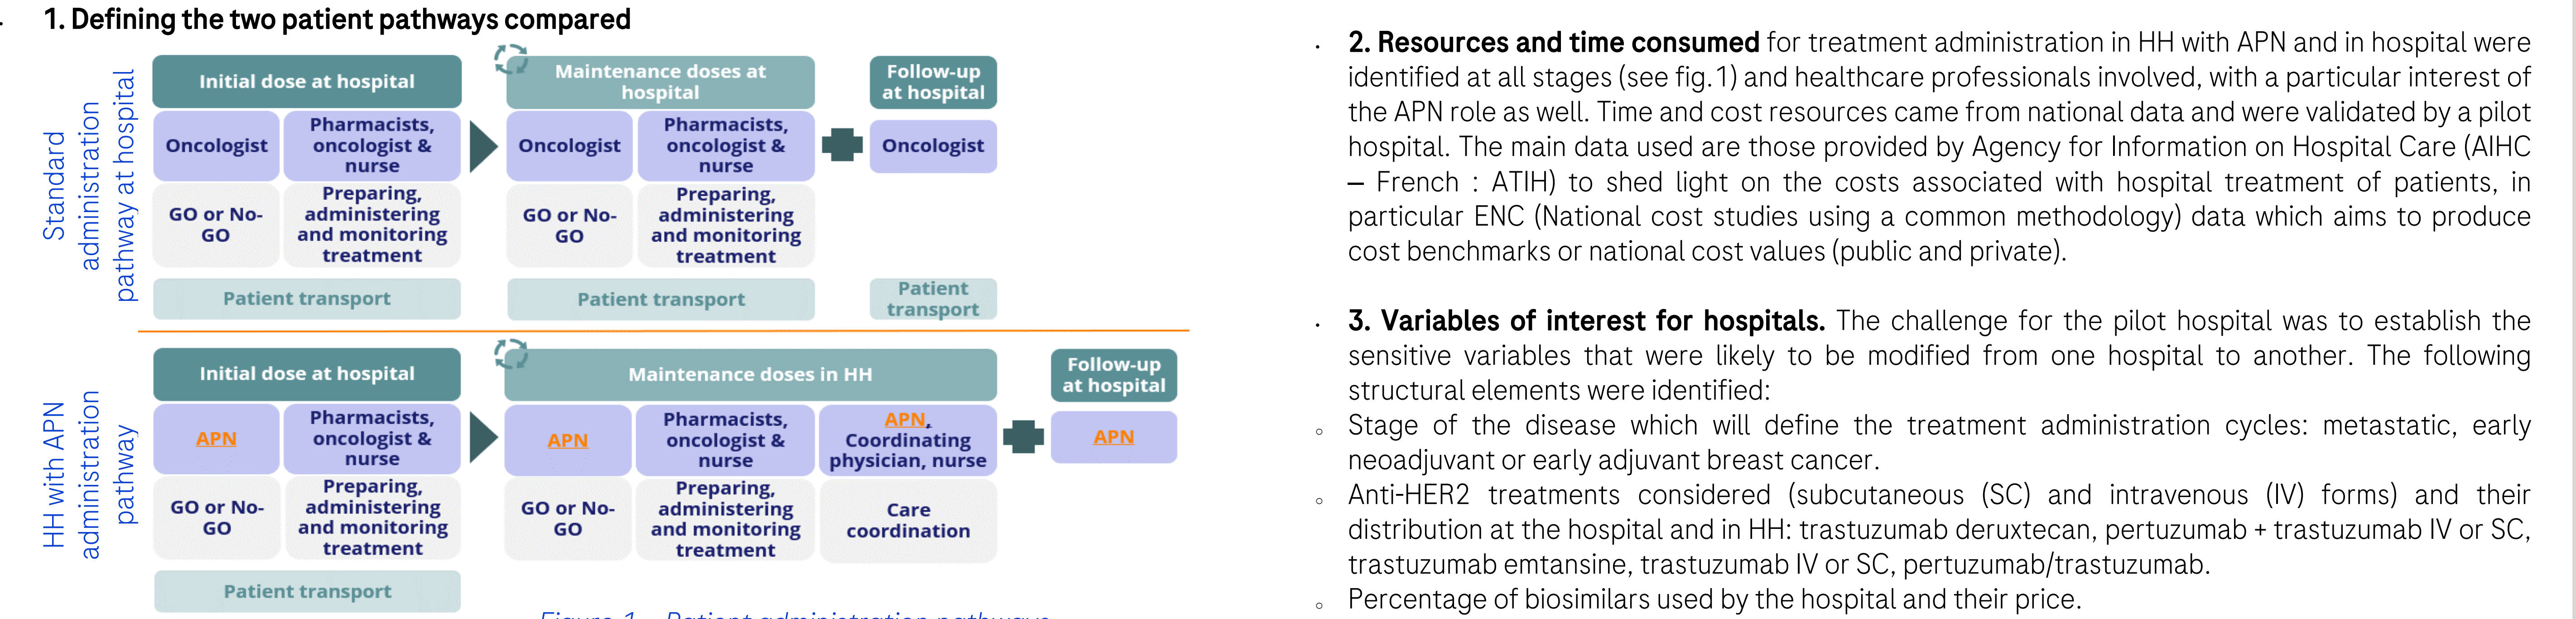 1. Defining the two patient pathways compared
Standard
administration
pathway at hospital
Initial dose at hospital
Oncologist
Pharmacists,
oncologist &
nurse
GO or No-
GO
Preparing,
administering
and monitoring
treatment
Patient transport
Maintenance doses at
hospital
Oncologist
Pharmacists,
oncologist &
nurse
GO or No-
GO
Preparing,
administering
and monitoring
treatment
Patient transport
Follow-up
at hospital
Oncologist
Patient
transport
HH with APN
administration
pathway
Initial dose at hospital
APN
Pharmacists,
oncologist &
nurse
GO or No-
GO
Preparing,
administering
and monitoring
treatment
Patient transport
Maintenance doses in HH
APN
Pharmacists,
oncologist &
nurse
APN,
Coordinating
physician, nurse
GO or No-
GO
Preparing,
administering
and monitoring
treatment
Care
coordination
Follow-up
at hospital
APN
Figure 1 – Patient administration pathways
2. Resources and time consumed for treatment administration in HH with APN and in hospital were
identified at all stages (see fig.1) and healthcare professionals involved, with a particular interest of
the APN role as well. Time and cost resources came from national data and were validated by a pilot
hospital. The main data used are those provided by Agency for Information on Hospital Care (AIHC
– French : ATIH) to shed light on the costs associated with hospital treatment of patients, in
particular ENC (National cost studies using a common methodology) data which aims to produce
cost benchmarks or national cost values (public and private).
3. Variables of interest for hospitals. The challenge for the pilot hospital was to establish the
sensitive variables that were likely to be modified from one hospital to another. The following
structural elements were identified:
Stage of the disease which will define the treatment administration cycles: metastatic, early
neoadjuvant or early adjuvant breast cancer.
Anti-HER2 treatments considered (subcutaneous (SC) and intravenous (IV) forms) and their
distribution at the hospital and in HH: trastuzumab deruxtecan, pertuzumab + trastuzumab IV or SC,
trastuzumab emtansine, trastuzumab IV or SC, pertuzumab/trastuzumab.
Percentage of biosimilars used by the hospital and their price.